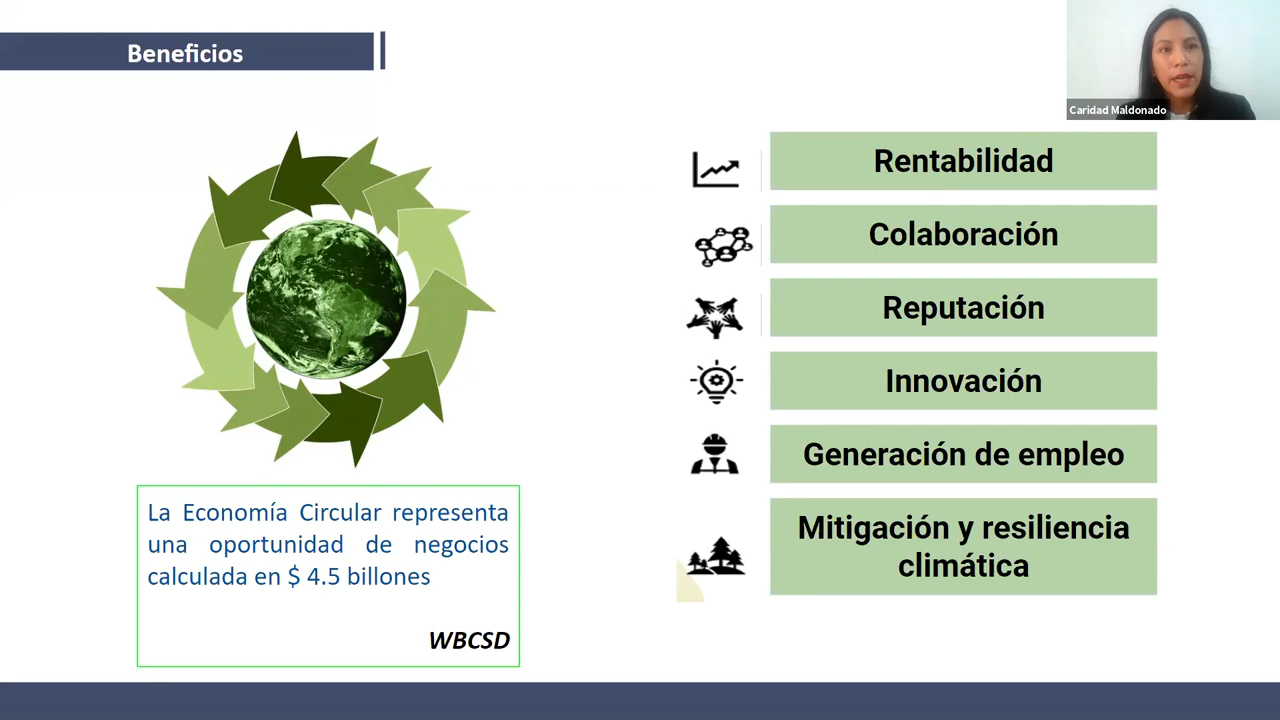 Beneficios
Caridad Maldonado
Rentabilidad
Colaboración
Reputación
Innovación
Generación de empleo
Mitigación y resiliencia
climática
La Economía Circular representa
una oportunidad de negocios
calculada en $ 4.5 billones
WBCSD